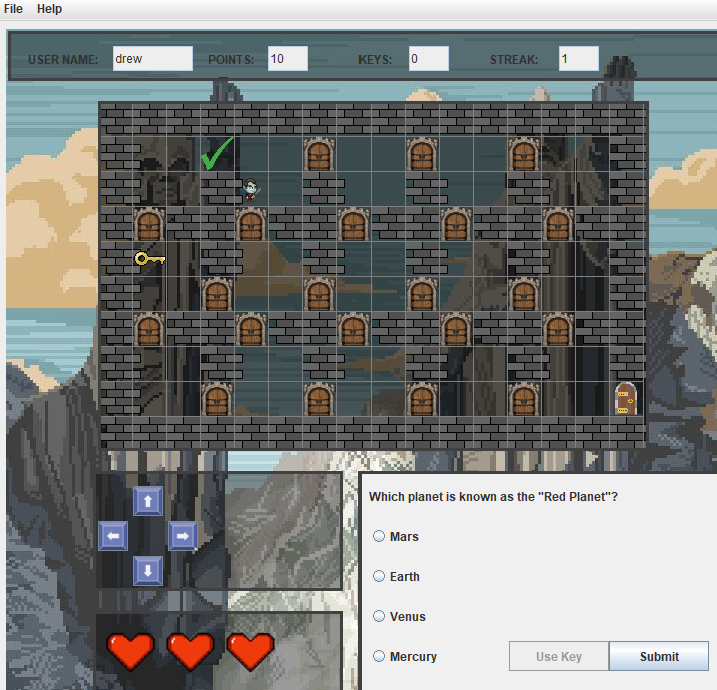 File Help
USER NAME: drew POINTS: 10 KEYS: 0 STREAK: 1
Which planet is known as the "Red Planet"?
Mars
Earth
Venus
Mercury
Use Key Submit